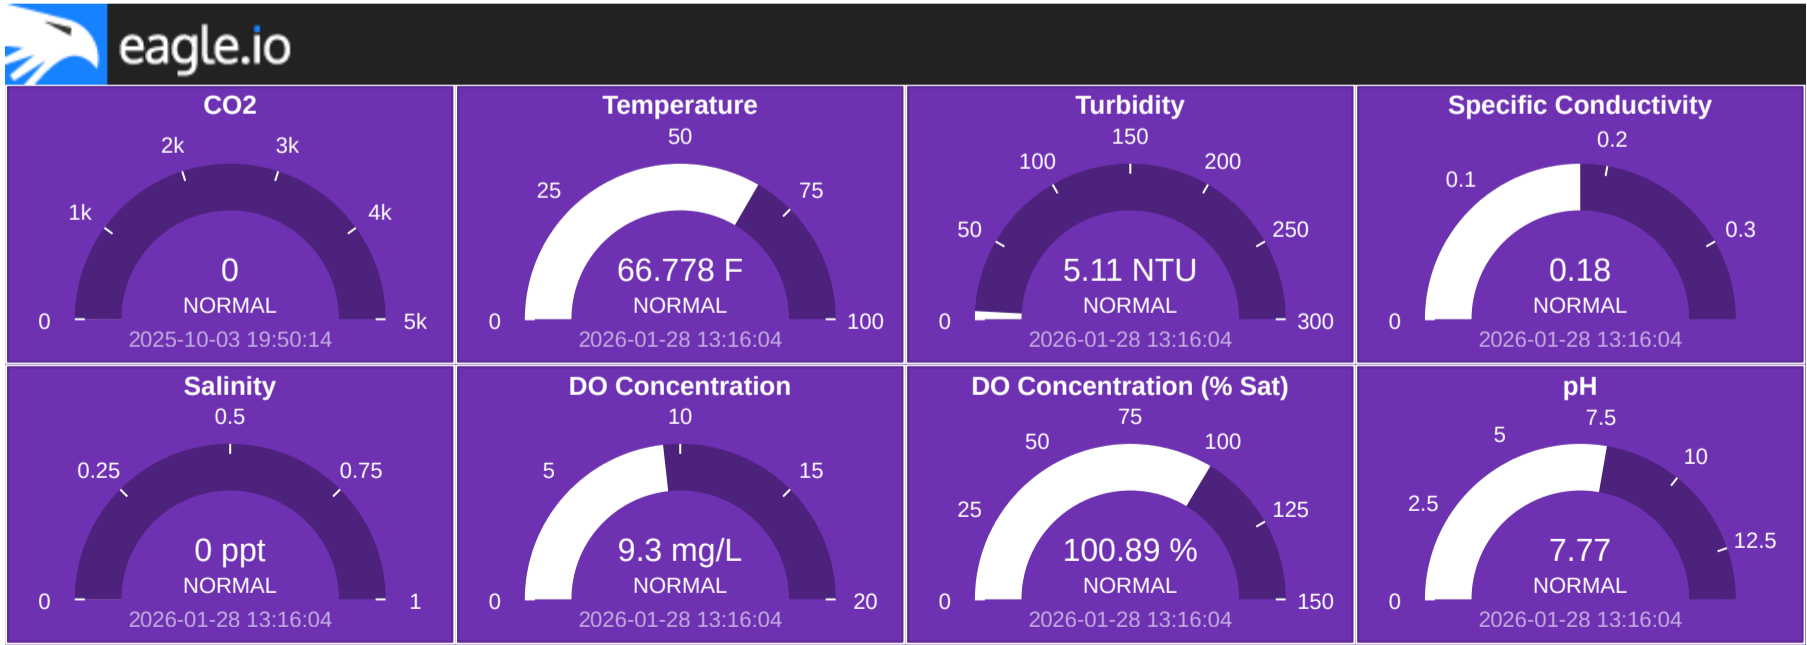 eagle.io
CO2
2k
3k
1k
4k
0
5k
0
NORMAL
2025-10-03 19:50:14
Temperature
50
25
75
0
100
66.778 F
NORMAL
2026-01-28 13:16:04
Turbidity
150
100
200
50
250
0
300
5.11 NTU
NORMAL
2026-01-28 13:16:04
Specific Conductivity
0.2
0.1
0.3
0
0.18
NORMAL
2026-01-28 13:16:04
Salinity
0.5
0.25
0.75
0
1
0 ppt
NORMAL
2026-01-28 13:16:04
DO Concentration
10
5
15
0
20
9.3 mg/L
NORMAL
2026-01-28 13:16:04
DO Concentration (% Sat)
75
50
100
25
125
0
150
100.89 %
NORMAL
2026-01-28 13:16:04
pH
7.5
5
10
2.5
12.5
0
7.77
NORMAL
2026-01-28 13:16:04